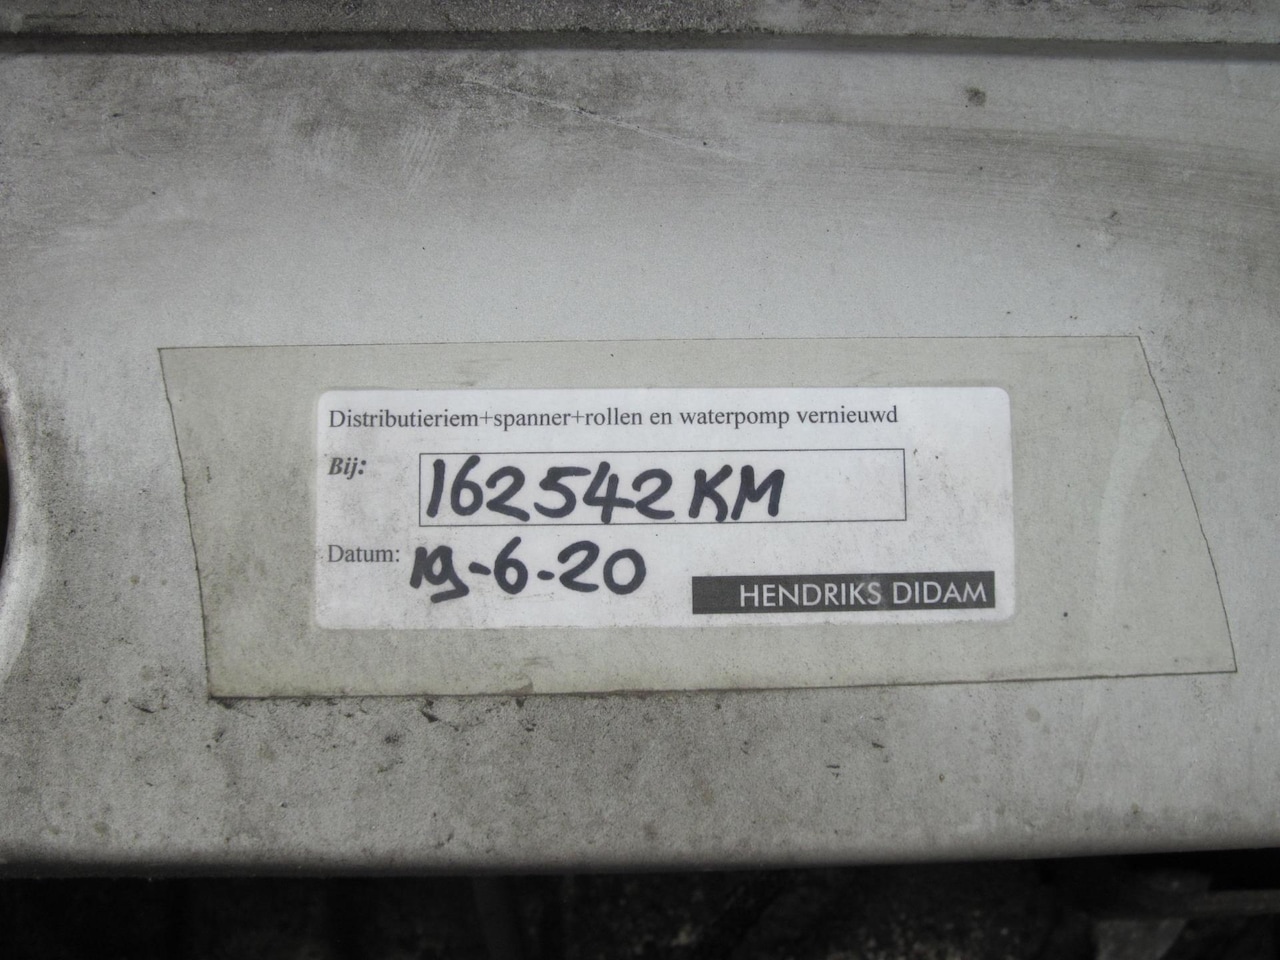 Distributieriem+spanner+rollen en waterpomp vernieuwd
Bij: 162542 KM
Datum: 19-6-20
HENDRIKS DIDAM